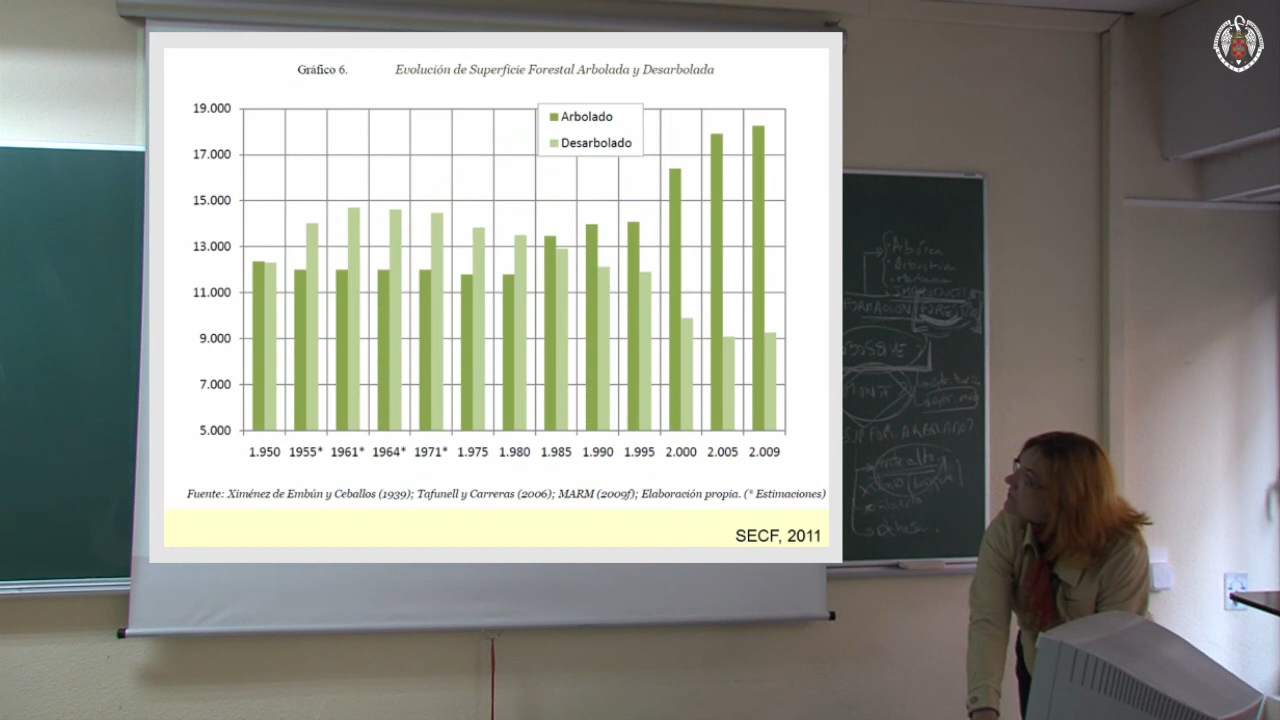 Gráfico 6. Evolución de Superficie Forestal Arbolada y Desarbolada
19.000
17.000
15.000
13.000
11.000
9.000
7.000
5.000
Arbolado
Desarbolado
1.950 1955* 1961* 1964* 1971* 1.975 1.980 1.985 1.990 1.995 2.000 2.005 2.009
Fuente: Ximénez de Embún y Ceballos (1939); Tafunell y Carreras (2006); MARM (2009f); Elaboración propia. (* Estimaciones)
SECF, 2011
Arbórea